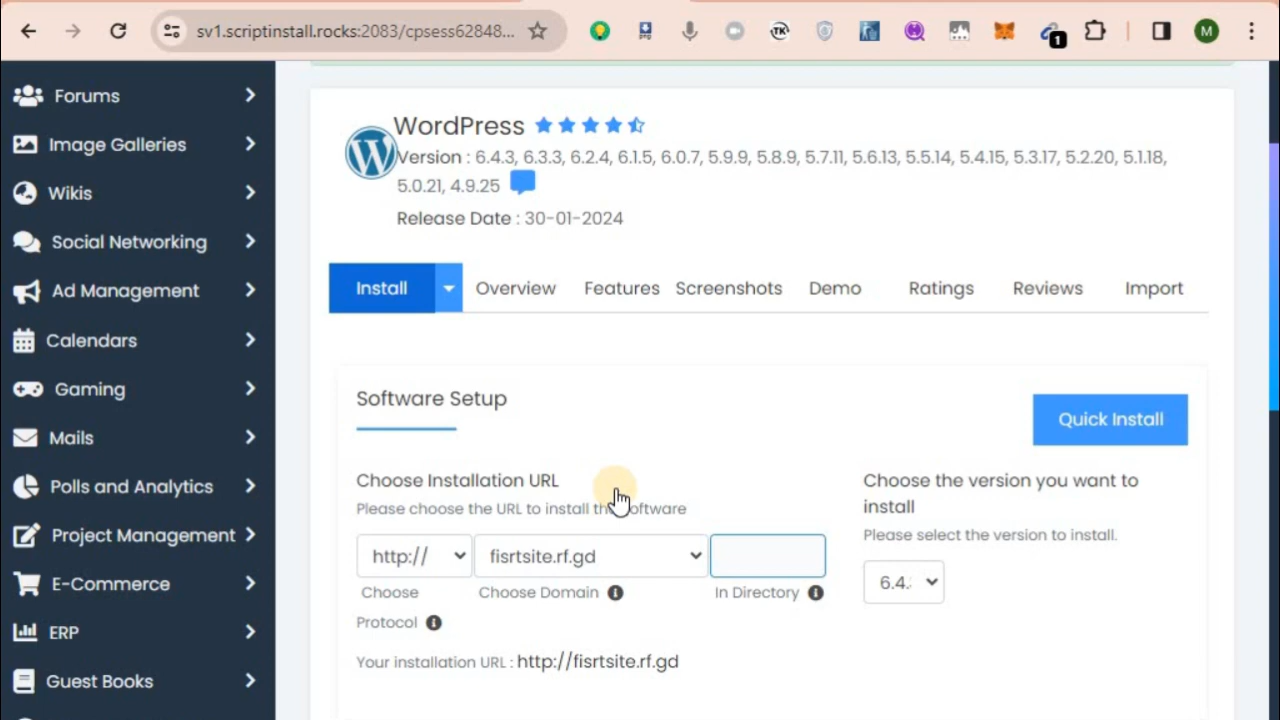 sv1.scriptinstall.rocks:2083/cpsess62848...
TK
1
M
Forums
Image Galleries
Wikis
Social Networking
Ad Management
Calendars
Gaming
Mails
Polls and Analytics
Project Management
E-Commerce
ERP
Guest Books
WordPress
Version : 6.4.3, 6.3.3, 6.2.4, 6.1.5, 6.0.7, 5.9.9, 5.8.9, 5.7.11, 5.6.13, 5.5.14, 5.4.15, 5.3.17, 5.2.20, 5.1.18,
5.0.21, 4.9.25
Release Date : 30-01-2024
Install Overview Features Screenshots Demo Ratings Reviews Import
Software Setup
Quick Install
Choose Installation URL
Please choose the URL to install the software
http:// fisrtsite.rf.gd
Choose Protocol
Choose Domain
In Directory
Your installation URL : http://fisrtsite.rf.gd
Choose the version you want to
install
Please select the version to install.
6.4.